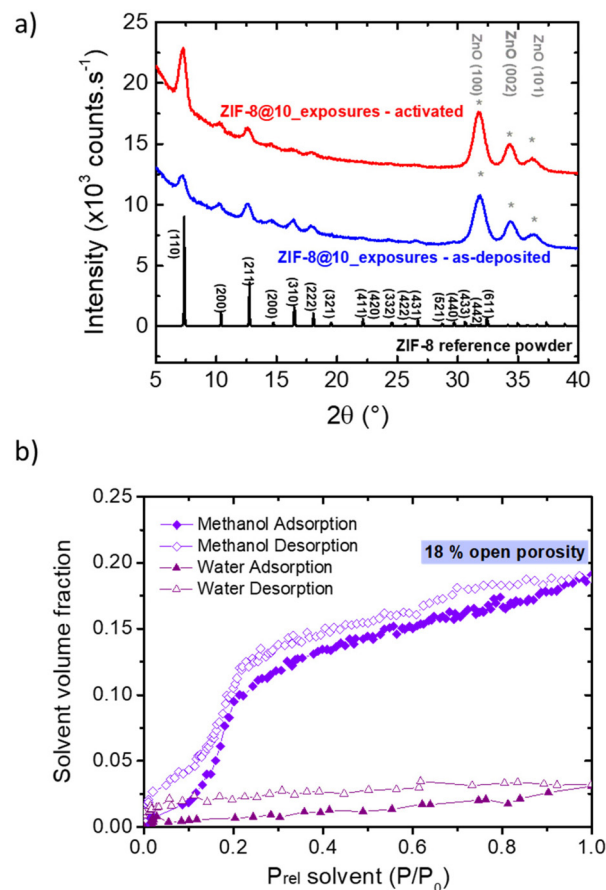 a)
Intensity (x10³ counts.s⁻¹)
25
20
15
10
5
0
ZnO (100)
ZnO (002)
ZnO (101)
*
*
*
ZIF-8@10_exposures - activated
*
*
*
ZIF-8@10_exposures - as-deposited
(110)
(200)
(211)
(200)
(310)
(222)
(321)
(411)
(420)
(332)
(422)
(431)
(521)
(440)
(433)
(442)
(611)
ZIF-8 reference powder
5 10 15 20 25 30 35 40
2θ (°)
b)
Solvent volume fraction
0.25
0.20
0.15
0.10
0.05
0.00
Methanol Adsorption
Methanol Desorption
Water Adsorption
Water Desorption
18 % open porosity
0.0 0.2 0.4 0.6 0.8 1.0
Prel solvent (P/P₀)